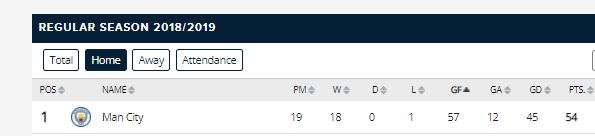 REGULAR SEASON 2018/2019
Total Home Away Attendance
POS NAME PM W D L GF GA GD PTS.
1 Man City 19 18 0 1 57 12 45 54